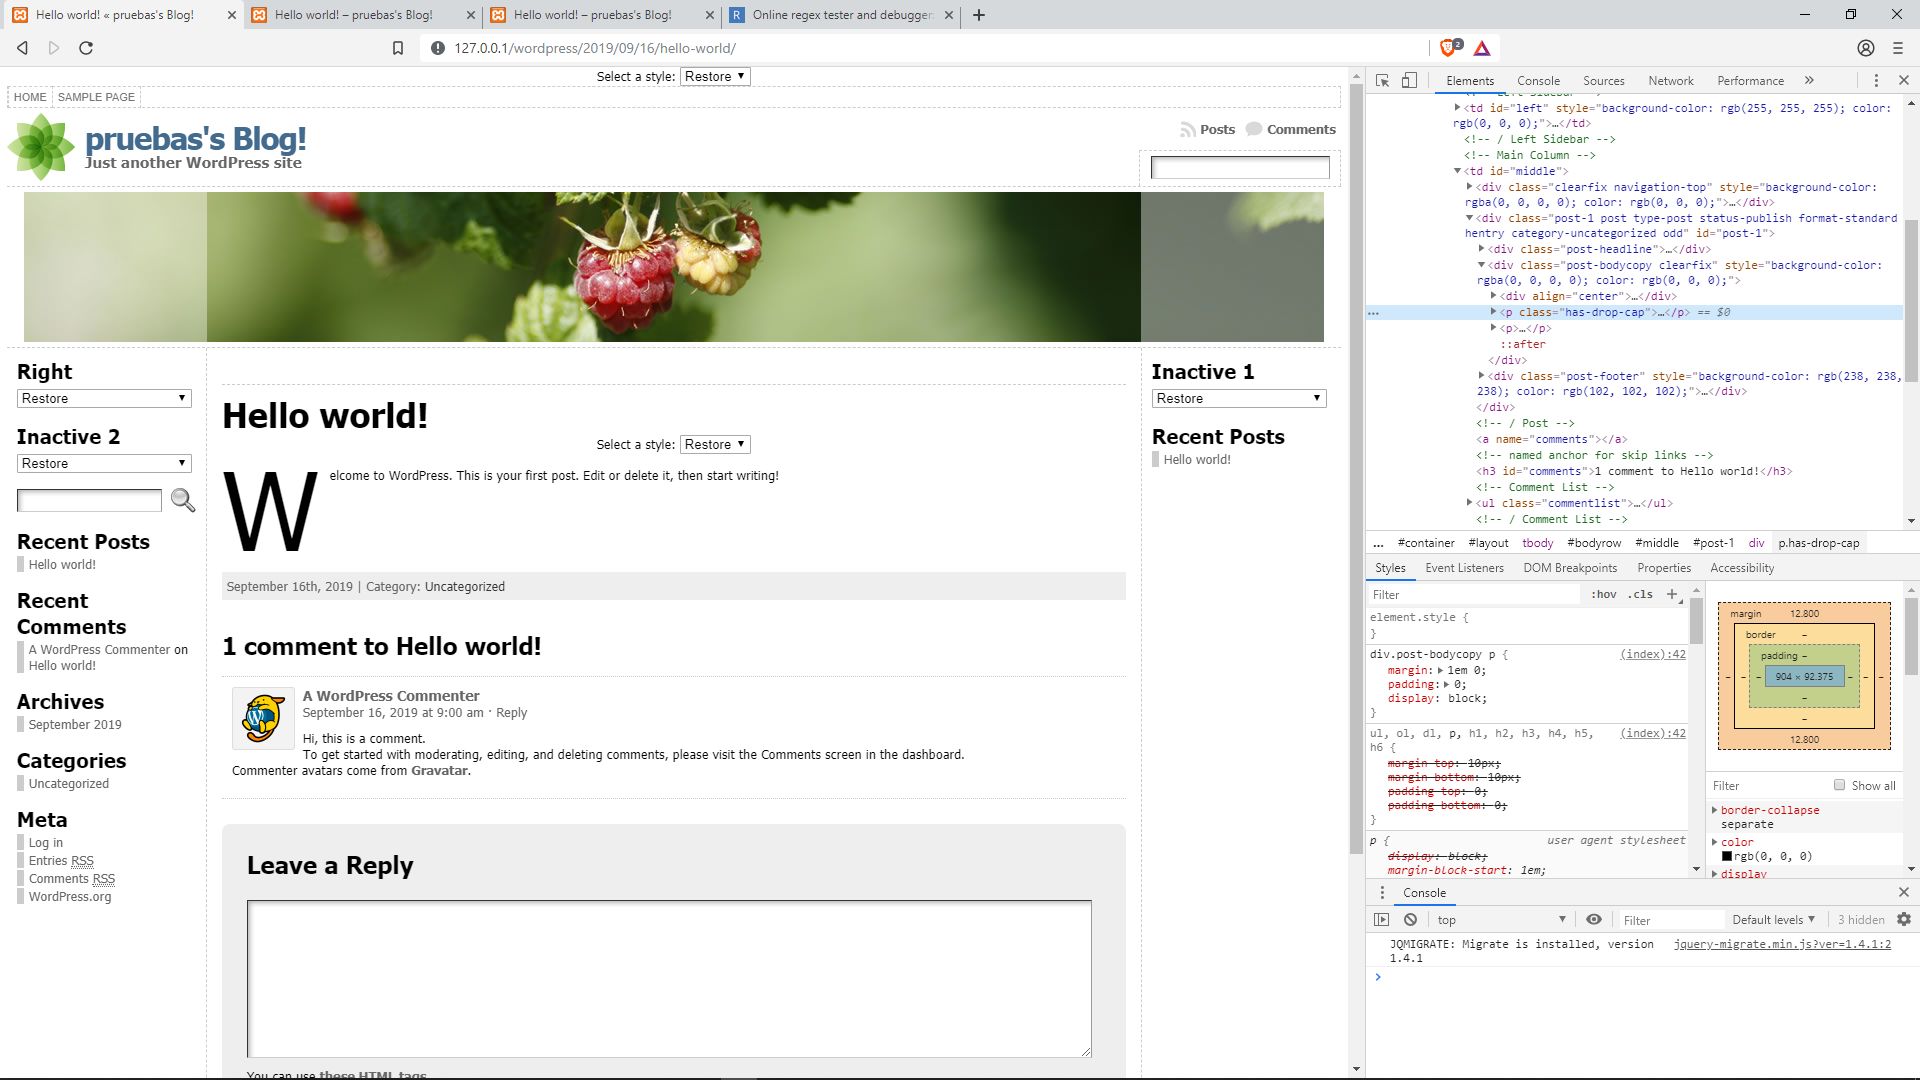 Hello world! « pruebas's Blog!
Hello world! – pruebas's Blog!
Hello world! – pruebas's Blog!
Online regex tester and debugger:
127.0.0.1/wordpress/2019/09/16/hello-world/
2
Select a style: Restore
HOME
SAMPLE PAGE
pruebas's Blog!
Just another WordPress site
Posts
Comments
Right
Restore
Inactive 2
Restore
Recent Posts
Hello world!
Recent
Comments
A WordPress Commenter on
Hello world!
Archives
September 2019
Categories
Uncategorized
Meta
Log in
Entries RSS
Comments RSS
WordPress.org
Hello world!
Select a style: Restore
Welcome to WordPress. This is your first post. Edit or delete it, then start writing!
September 16th, 2019 | Category: Uncategorized
1 comment to Hello world!
A WordPress Commenter
September 16, 2019 at 9:00 am · Reply
Hi, this is a comment.
To get started with moderating, editing, and deleting comments, please visit the Comments screen in the dashboard.
Commenter avatars come from Gravatar.
Leave a Reply
You can use these HTML tags
Inactive 1
Restore
Recent Posts
Hello world!
Elements
Console
Sources
Network
Performance
<!-- Left Sidebar -->
<td id="left" style="background-color: rgb(255, 255, 255); color:
rgb(0, 0, 0);">…</td>
<!-- / Left Sidebar -->
<!-- Main Column -->
<td id="middle">
<div class="clearfix navigation-top" style="background-color:
rgba(0, 0, 0, 0); color: rgb(0, 0, 0);">…</div>
<div class="post-1 post type-post status-publish format-standard
hentry category-uncategorized odd" id="post-1">
<div class="post-headline">…</div>
<div class="post-bodycopy clearfix" style="background-color:
rgba(0, 0, 0, 0); color: rgb(0, 0, 0);">
<div align="center">…</div>
<p class="has-drop-cap">…</p> == $0
<p>…</p>
::after
</div>
<div class="post-footer" style="background-color: rgb(238, 238,
238); color: rgb(102, 102, 102);">…</div>
</div>
<!-- / Post -->
<a name="comments"></a>
<!-- named anchor for skip links -->
<h3 id="comments">1 comment to Hello world!</h3>
<!-- Comment List -->
<ul class="commentlist">…</ul>
<!-- / Comment List -->
… #container #layout tbody #bodyrow #middle #post-1 div p.has-drop-cap
Styles
Event Listeners
DOM Breakpoints
Properties
Accessibility
Filter
:hov
.cls
element.style {
}
div.post-bodycopy p { (index):42
margin: 1em 0;
padding: 0;
display: block;
}
ul, ol, dl, p, h1, h2, h3, h4, h5, (index):42
h6 {
margin-top: 10px;
margin-bottom: 10px;
padding-top: 0;
padding-bottom: 0;
}
p { user agent stylesheet
display: block;
margin-block-start: 1em;
margin 12.800
border –
padding –
– – – 904 × 92.375 – – –
–
–
12.800
Filter
Show all
border-collapse
separate
color
rgb(0, 0, 0)
display
Console
top
Filter
Default levels
3 hidden
JQMIGRATE: Migrate is installed, version jquery-migrate.min.js?ver=1.4.1:2
1.4.1